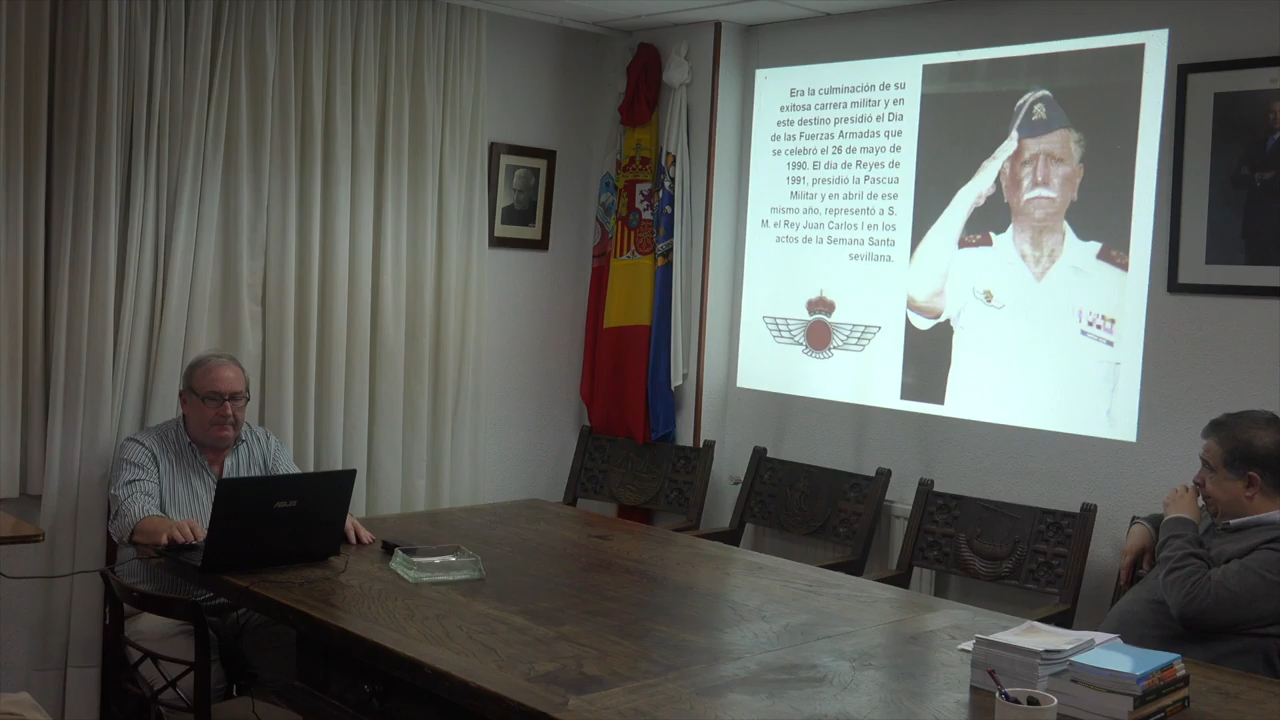 Era la culminación de su
exitosa carrera militar y en
este destino presidió el Dia
de las Fuerzas Armadas que
se celebró el 26 de mayo de
1990. El día de Reyes de
1991, presidió la Pascua
Militar y en abril de ese
mismo año, representó a S.
M. el Rey Juan Carlos I en los
actos de la Semana Santa
sevillana.
ASUS